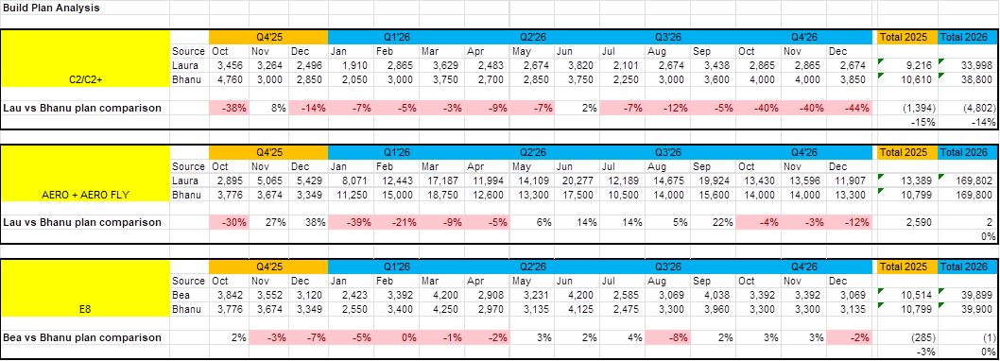 Build Plan Analysis
Q4'25 Q1'26 Q2'26 Q3'26 Q4'26 Total 2025 Total 2026
Source Oct Nov Dec Jan Feb Mar Apr May Jun Jul Aug Sep Oct Nov Dec
Laura 3,456 3,264 2,496 1,910 2,865 3,629 2,483 2,674 3,820 2,101 2,674 3,438 2,865 2,865 2,674 9,216 33,998
C2/C2+ Bhanu 4,760 3,000 2,850 2,050 3,000 3,750 2,700 2,850 3,750 2,250 3,000 3,600 4,000 4,000 3,850 10,610 38,800
Lau vs Bhanu plan comparison -38% 8% -14% -7% -5% -3% -9% -7% 2% -7% -12% -5% -40% -40% -44% (1,394) (4,802)
-15% -14%
Q4'25 Q1'26 Q2'26 Q3'26 Q4'26 Total 2025 Total 2026
Source Oct Nov Dec Jan Feb Mar Apr May Jun Jul Aug Sep Oct Nov Dec
Laura 2,895 5,065 5,429 8,071 12,443 17,187 11,994 14,109 20,277 12,189 14,675 19,924 13,430 13,596 11,907 13,389 169,802
AERO + AERO FLY Bhanu 3,776 3,674 3,349 11,250 15,000 18,750 12,600 13,300 17,500 10,500 14,000 15,600 14,000 14,000 13,300 10,799 169,800
Lau vs Bhanu plan comparison -30% 27% 38% -39% -21% -9% -5% 6% 14% 14% 5% 22% -4% -3% -12% 2,590 2
0%
Q4'25 Q1'26 Q2'26 Q3'26 Q4'26 Total 2025 Total 2026
Source Oct Nov Dec Jan Feb Mar Apr May Jun Jul Aug Sep Oct Nov Dec
Bea 3,842 3,552 3,120 2,423 3,392 4,200 2,908 3,231 4,200 2,585 3,069 4,038 3,392 3,392 3,069 10,514 39,899
E8 Bhanu 3,776 3,674 3,349 2,550 3,400 4,250 2,970 3,135 4,125 2,475 3,300 3,960 3,300 3,300 3,135 10,799 39,900
Bea vs Bhanu plan comparison 2% -3% -7% -5% 0% -1% -2% 3% 2% 4% -8% 2% 3% 3% -2% (285) (1)
-3% 0%